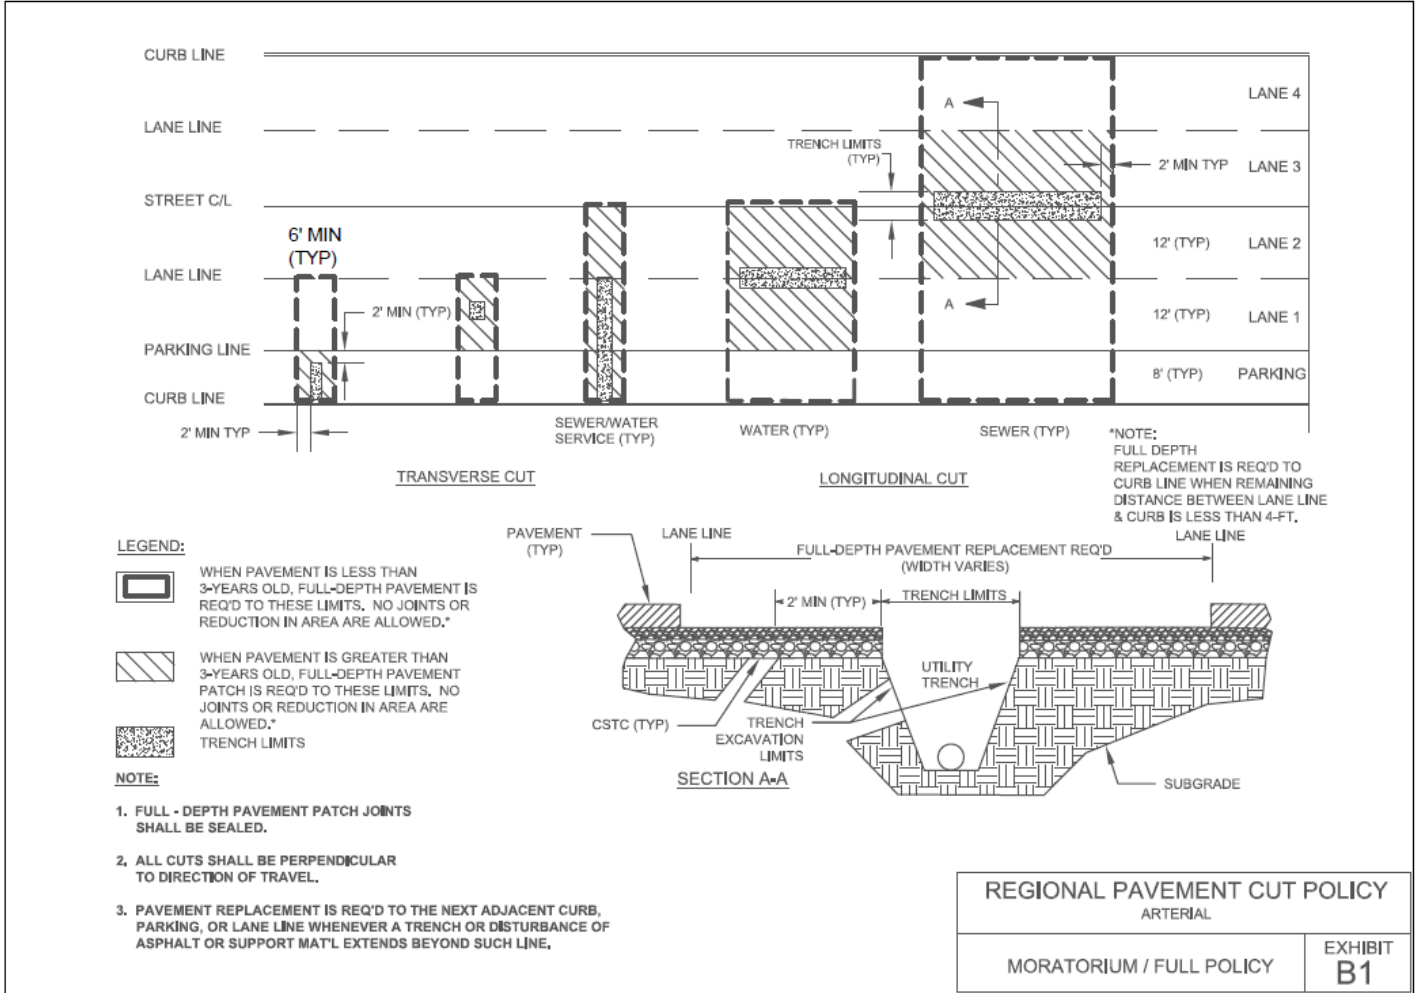 CURB LINE
LANE LINE
STREET C/L
6' MIN
(TYP)
LANE LINE
2' MIN (TYP)
PARKING LINE
CURB LINE
2' MIN TYP
TRENCH LIMITS
(TYP)
A
A
2' MIN TYP
LANE 4
LANE 3
12' (TYP)
LANE 2
12' (TYP)
LANE 1
8' (TYP)
PARKING
SEWER/WATER
SERVICE (TYP)
WATER (TYP)
SEWER (TYP)
TRANSVERSE CUT
LONGITUDINAL CUT
*NOTE:
FULL DEPTH
REPLACEMENT IS REQ'D TO
CURB LINE WHEN REMAINING
DISTANCE BETWEEN LANE LINE
& CURB IS LESS THAN 4-FT.
LEGEND:
WHEN PAVEMENT IS LESS THAN
3-YEARS OLD, FULL-DEPTH PAVEMENT IS
REQ'D TO THESE LIMITS. NO JOINTS OR
REDUCTION IN AREA ARE ALLOWED.*
WHEN PAVEMENT IS GREATER THAN
3-YEARS OLD, FULL-DEPTH PAVEMENT
PATCH IS REQ'D TO THESE LIMITS. NO
JOINTS OR REDUCTION IN AREA ARE
ALLOWED.*
TRENCH LIMITS
NOTE:
1. FULL - DEPTH PAVEMENT PATCH JOINTS
SHALL BE SEALED.
2. ALL CUTS SHALL BE PERPENDICULAR
TO DIRECTION OF TRAVEL.
3. PAVEMENT REPLACEMENT IS REQ'D TO THE NEXT ADJACENT CURB,
PARKING, OR LANE LINE WHENEVER A TRENCH OR DISTURBANCE OF
ASPHALT OR SUPPORT MAT'L EXTENDS BEYOND SUCH LINE.
PAVEMENT
(TYP)
LANE LINE
LANE LINE
FULL-DEPTH PAVEMENT REPLACEMENT REQ'D
(WIDTH VARIES)
2' MIN (TYP)
TRENCH LIMITS
UTILITY
TRENCH
CSTC (TYP)
TRENCH
EXCAVATION
LIMITS
SECTION A-A
SUBGRADE
REGIONAL PAVEMENT CUT POLICY
ARTERIAL
MORATORIUM / FULL POLICY
EXHIBIT
B1